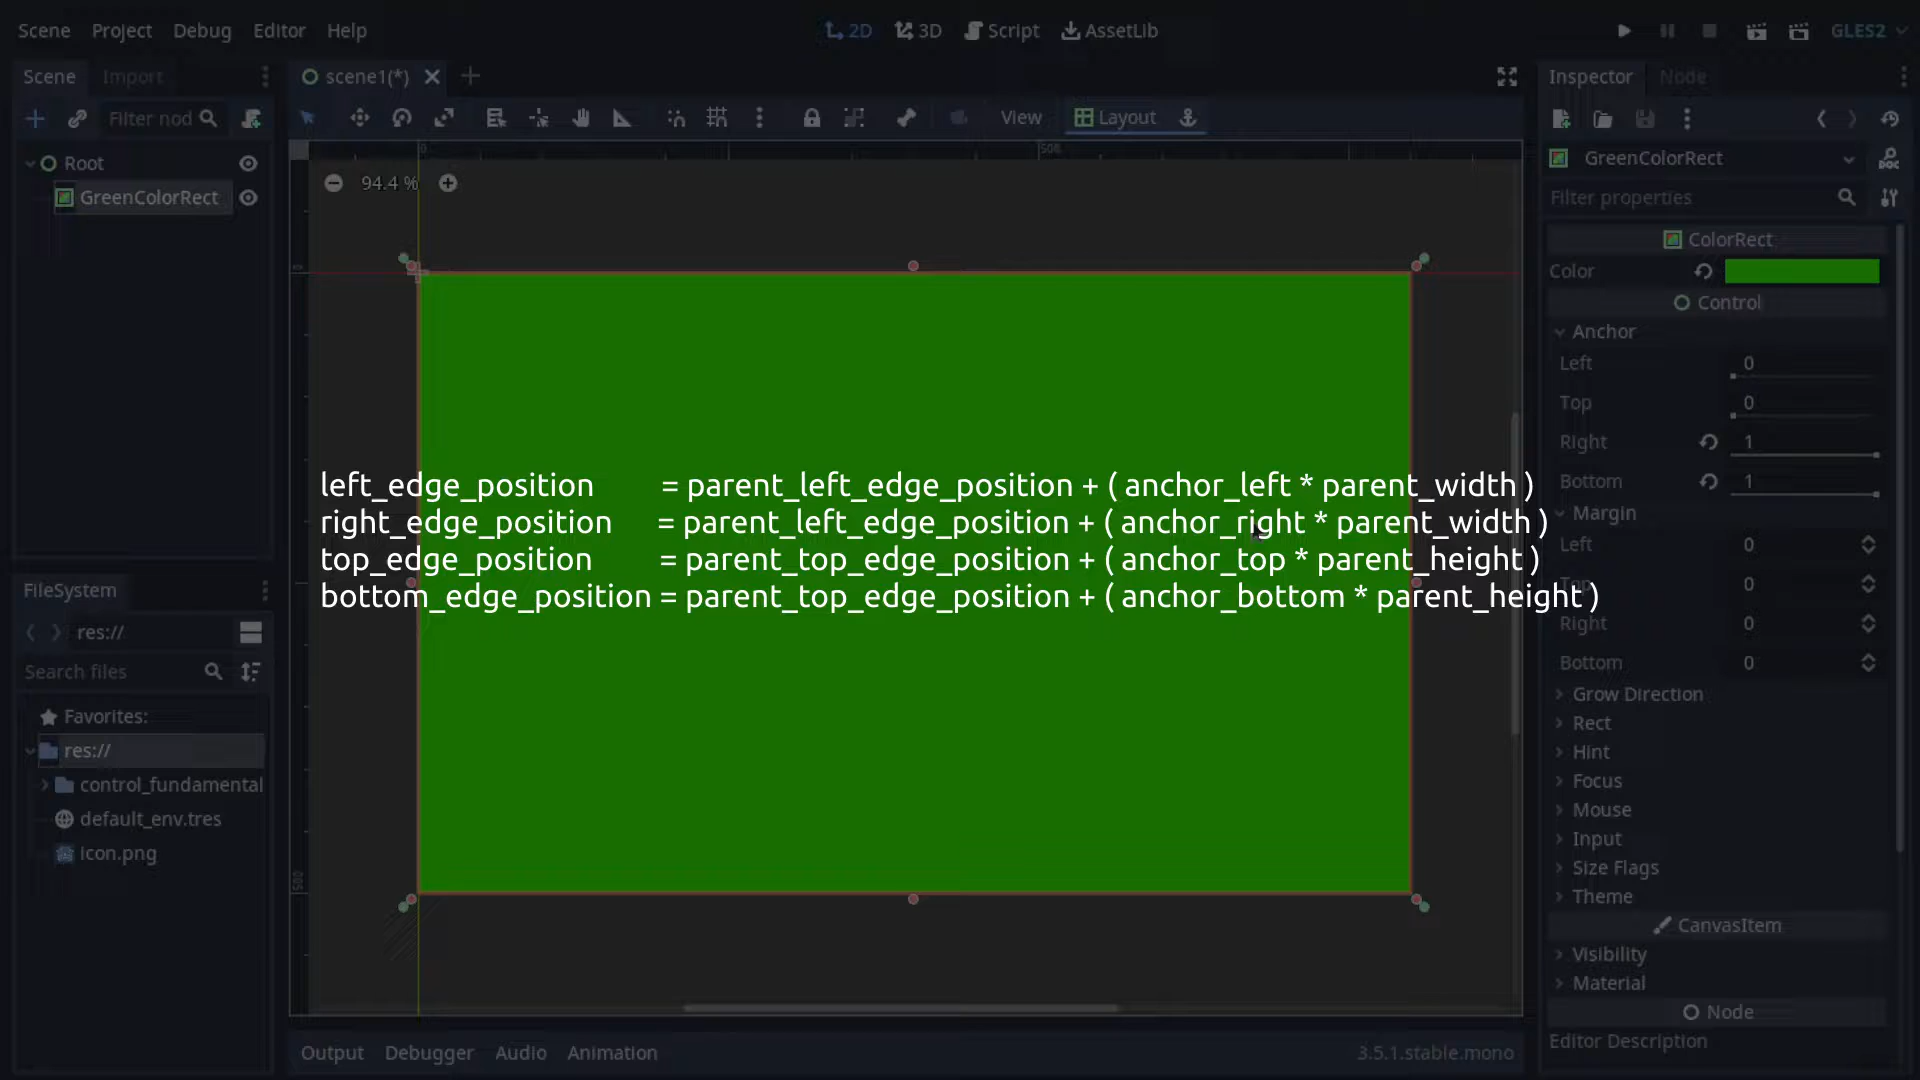 Scene Project Debug Editor Help
2D 3D Script AssetLib
GLES2
Scene Import
scene1(*)
Inspector Node
Filter nod
View Layout
Root
GreenColorRect
0
500
94.4 %
GreenColorRect
Filter properties
ColorRect
Color
Control
Anchor
Left 0
Top 0
Right 1
Bottom 1
Margin
Left 0
Top 0
Right 0
Bottom 0
left_edge_position = parent_left_edge_position + ( anchor_left * parent_width )
right_edge_position = parent_left_edge_position + ( anchor_right * parent_width )
top_edge_position = parent_top_edge_position + ( anchor_top * parent_height )
bottom_edge_position = parent_top_edge_position + ( anchor_bottom * parent_height )
Grow Direction
Rect
Hint
Focus
Mouse
Input
Size Flags
Theme
CanvasItem
Visibility
Material
Node
Editor Description
FileSystem
res://
Search files
Favorites:
res://
control_fundamental
default_env.tres
icon.png
0
500
Output Debugger Audio Animation
3.5.1.stable.mono